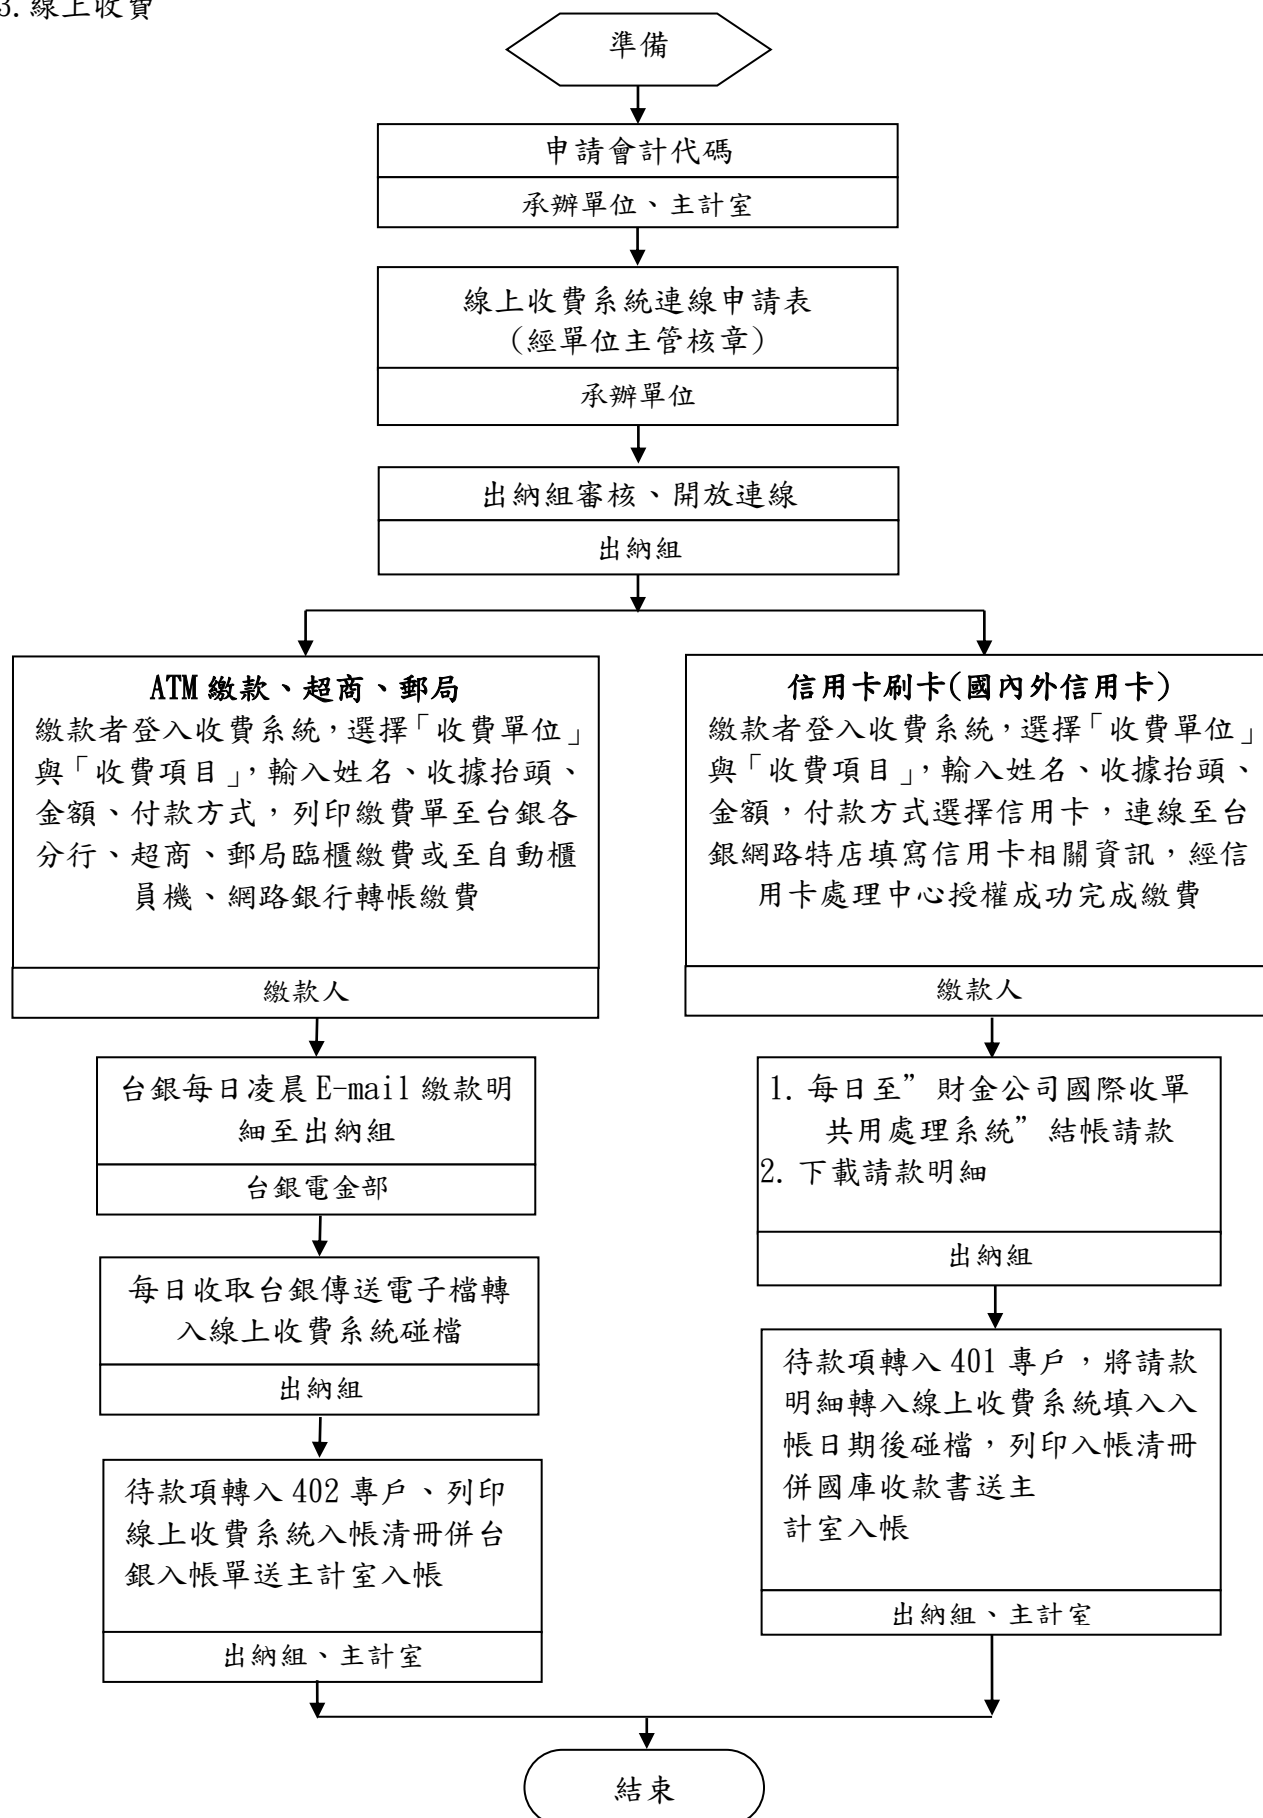 3. 線上收費
準備
申請會計代碼
承辦單位、主計室
線上收費系統連線申請表
(經單位主管核章)
承辦單位
出納組審核、開放連線
出納組
ATM 繳款、超商、郵局
繳款者登入收費系統，選擇「收費單位」
與「收費項目」，輸入姓名、收據抬頭、
金額、付款方式，列印繳費單至台銀各
分行、超商、郵局臨櫃繳費或至自動櫃
員機、網路銀行轉帳繳費
繳款人
台銀每日凌晨 E-mail 繳款明
細至出納組
台銀電金部
每日收取台銀傳送電子檔轉
入線上收費系統碰檔
出納組
待款項轉入 402 專戶、列印
線上收費系統入帳清冊併台
銀入帳單送主計室入帳
出納組、主計室
信用卡刷卡(國內外信用卡)
繳款者登入收費系統，選擇「收費單位」
與「收費項目」，輸入姓名、收據抬頭、
金額，付款方式選擇信用卡，連線至台
銀網路特店填寫信用卡相關資訊，經信
用卡處理中心授權成功完成繳費
繳款人
1. 每日至”財金公司國際收單
共用處理系統”結帳請款
2. 下載請款明細
出納組
待款項轉入 401 專戶，將請款
明細轉入線上收費系統填入入
帳日期後碰檔，列印入帳清冊
併國庫收款書送主
計室入帳
出納組、主計室
結束